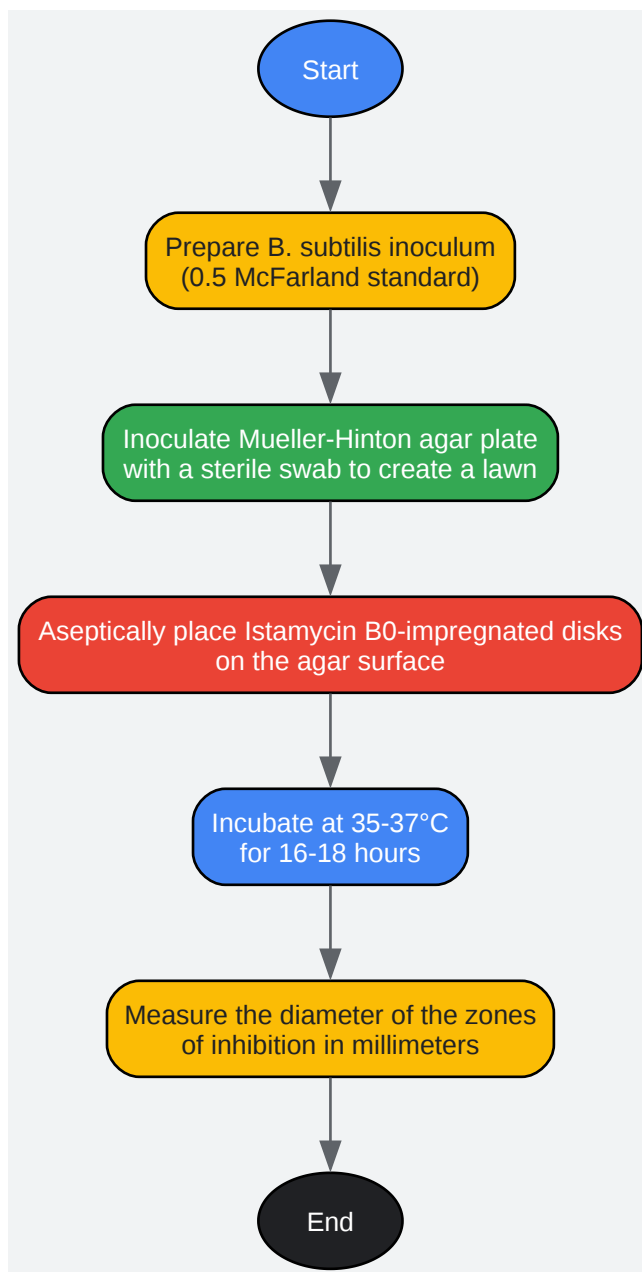 Start
Prepare B. subtilis inoculum
(0.5 McFarland standard)
Inoculate Mueller-Hinton agar plate
with a sterile swab to create a lawn
Aseptically place Istamycin B0-impregnated disks
on the agar surface
Incubate at 35-37°C
for 16-18 hours
Measure the diameter of the zones
of inhibition in millimeters
End